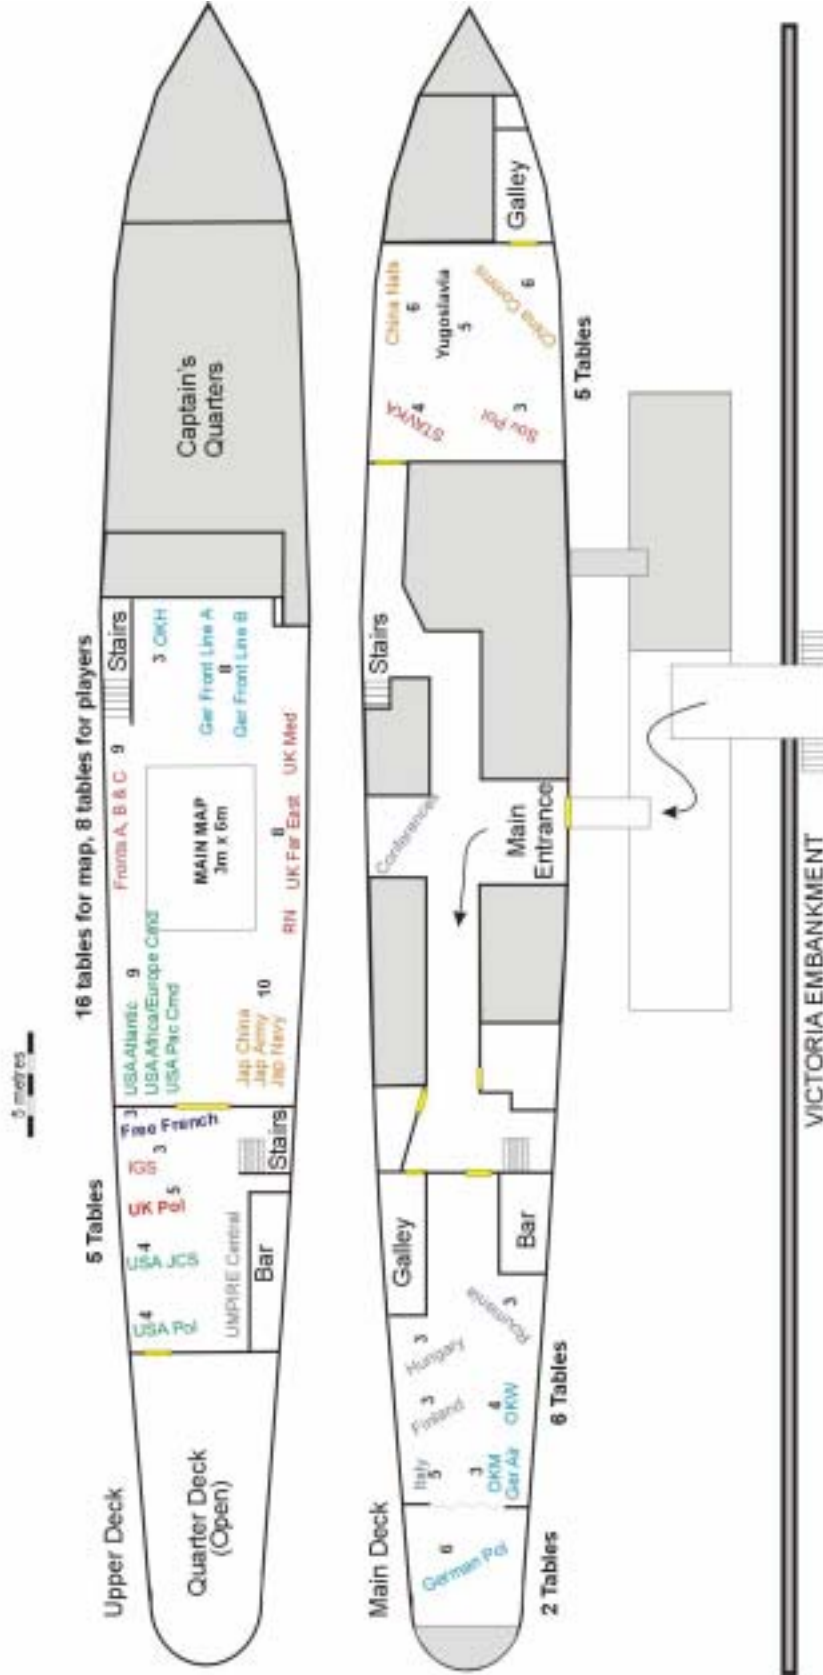 5 metres
Upper Deck
5 Tables
16 tables for map, 8 tables for players
Quarter Deck
(Open)
USA Pol
4
USA JCS
4
UK Pol
5
IGS
3
Free French
3
UMPIRE Central
Bar
Stairs
USA Atlantic
9
USA Africa/Europe Cmd
USA Pac Cmd
Jap China
Jap Army
10
Jap Navy
Fronts A, B & C
9
MAIN MAP
3m x 6m
RN
UK Far East
8
UK Med
Stairs
3
OKH
Ger Front Line A
8
Ger Front Line B
Captain's
Quarters
Main Deck
German Pol
6
2 Tables
Italy
5
Finland
3
Hungary
3
Roumania
3
OKM
Ger Air
3
OKW
4
6 Tables
Galley
Bar
Conferences
Main
Entrance
Stairs
STAVKA
4
Sov Pol
3
China Nats
6
Yugoslavia
5
China Comms
6
5 Tables
Galley
VICTORIA EMBANKMENT